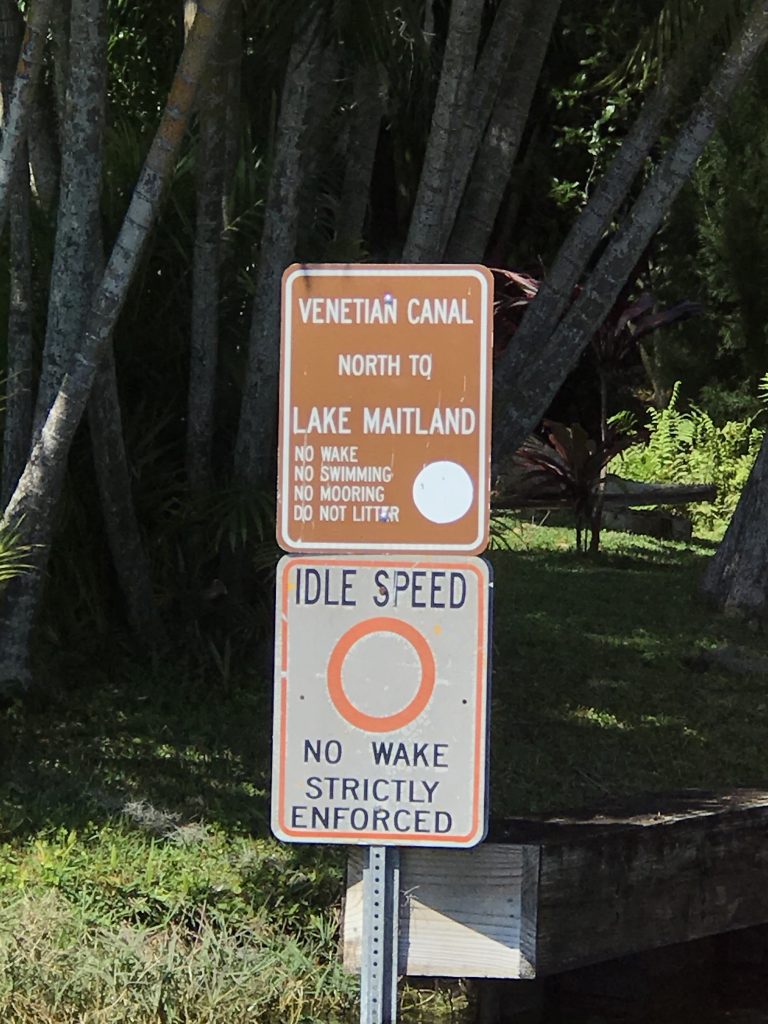 VENETIAN CANAL
NORTH TO
LAKE MAITLAND
NO WAKE
NO SWIMMING
NO MOORING
DO NOT LITTER
IDLE SPEED
NO WAKE
STRICTLY
ENFORCED